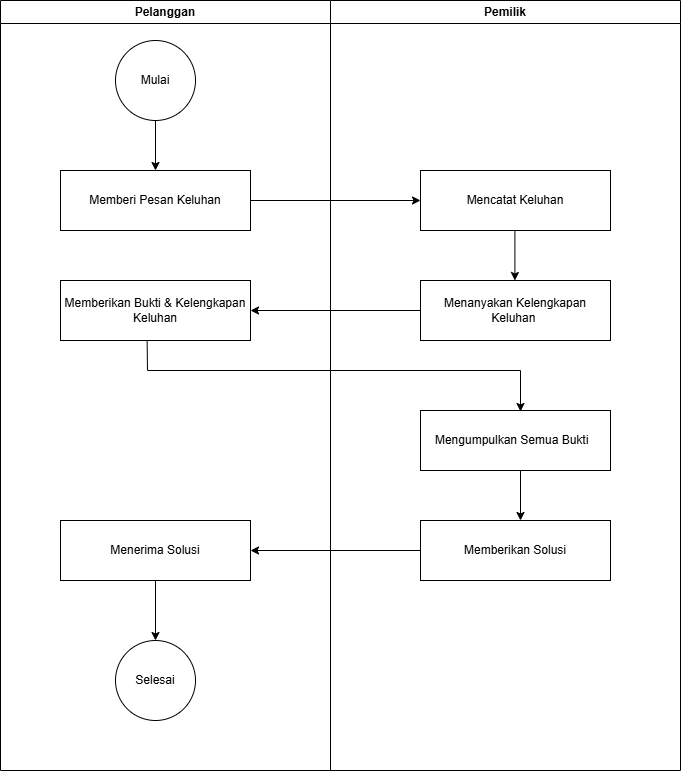 Pelanggan
Pemilik
Mulai
Memberi Pesan Keluhan
Mencatat Keluhan
Memberikan Bukti & Kelengkapan
Keluhan
Menanyakan Kelengkapan
Keluhan
Mengumpulkan Semua Bukti
Menerima Solusi
Memberikan Solusi
Selesai